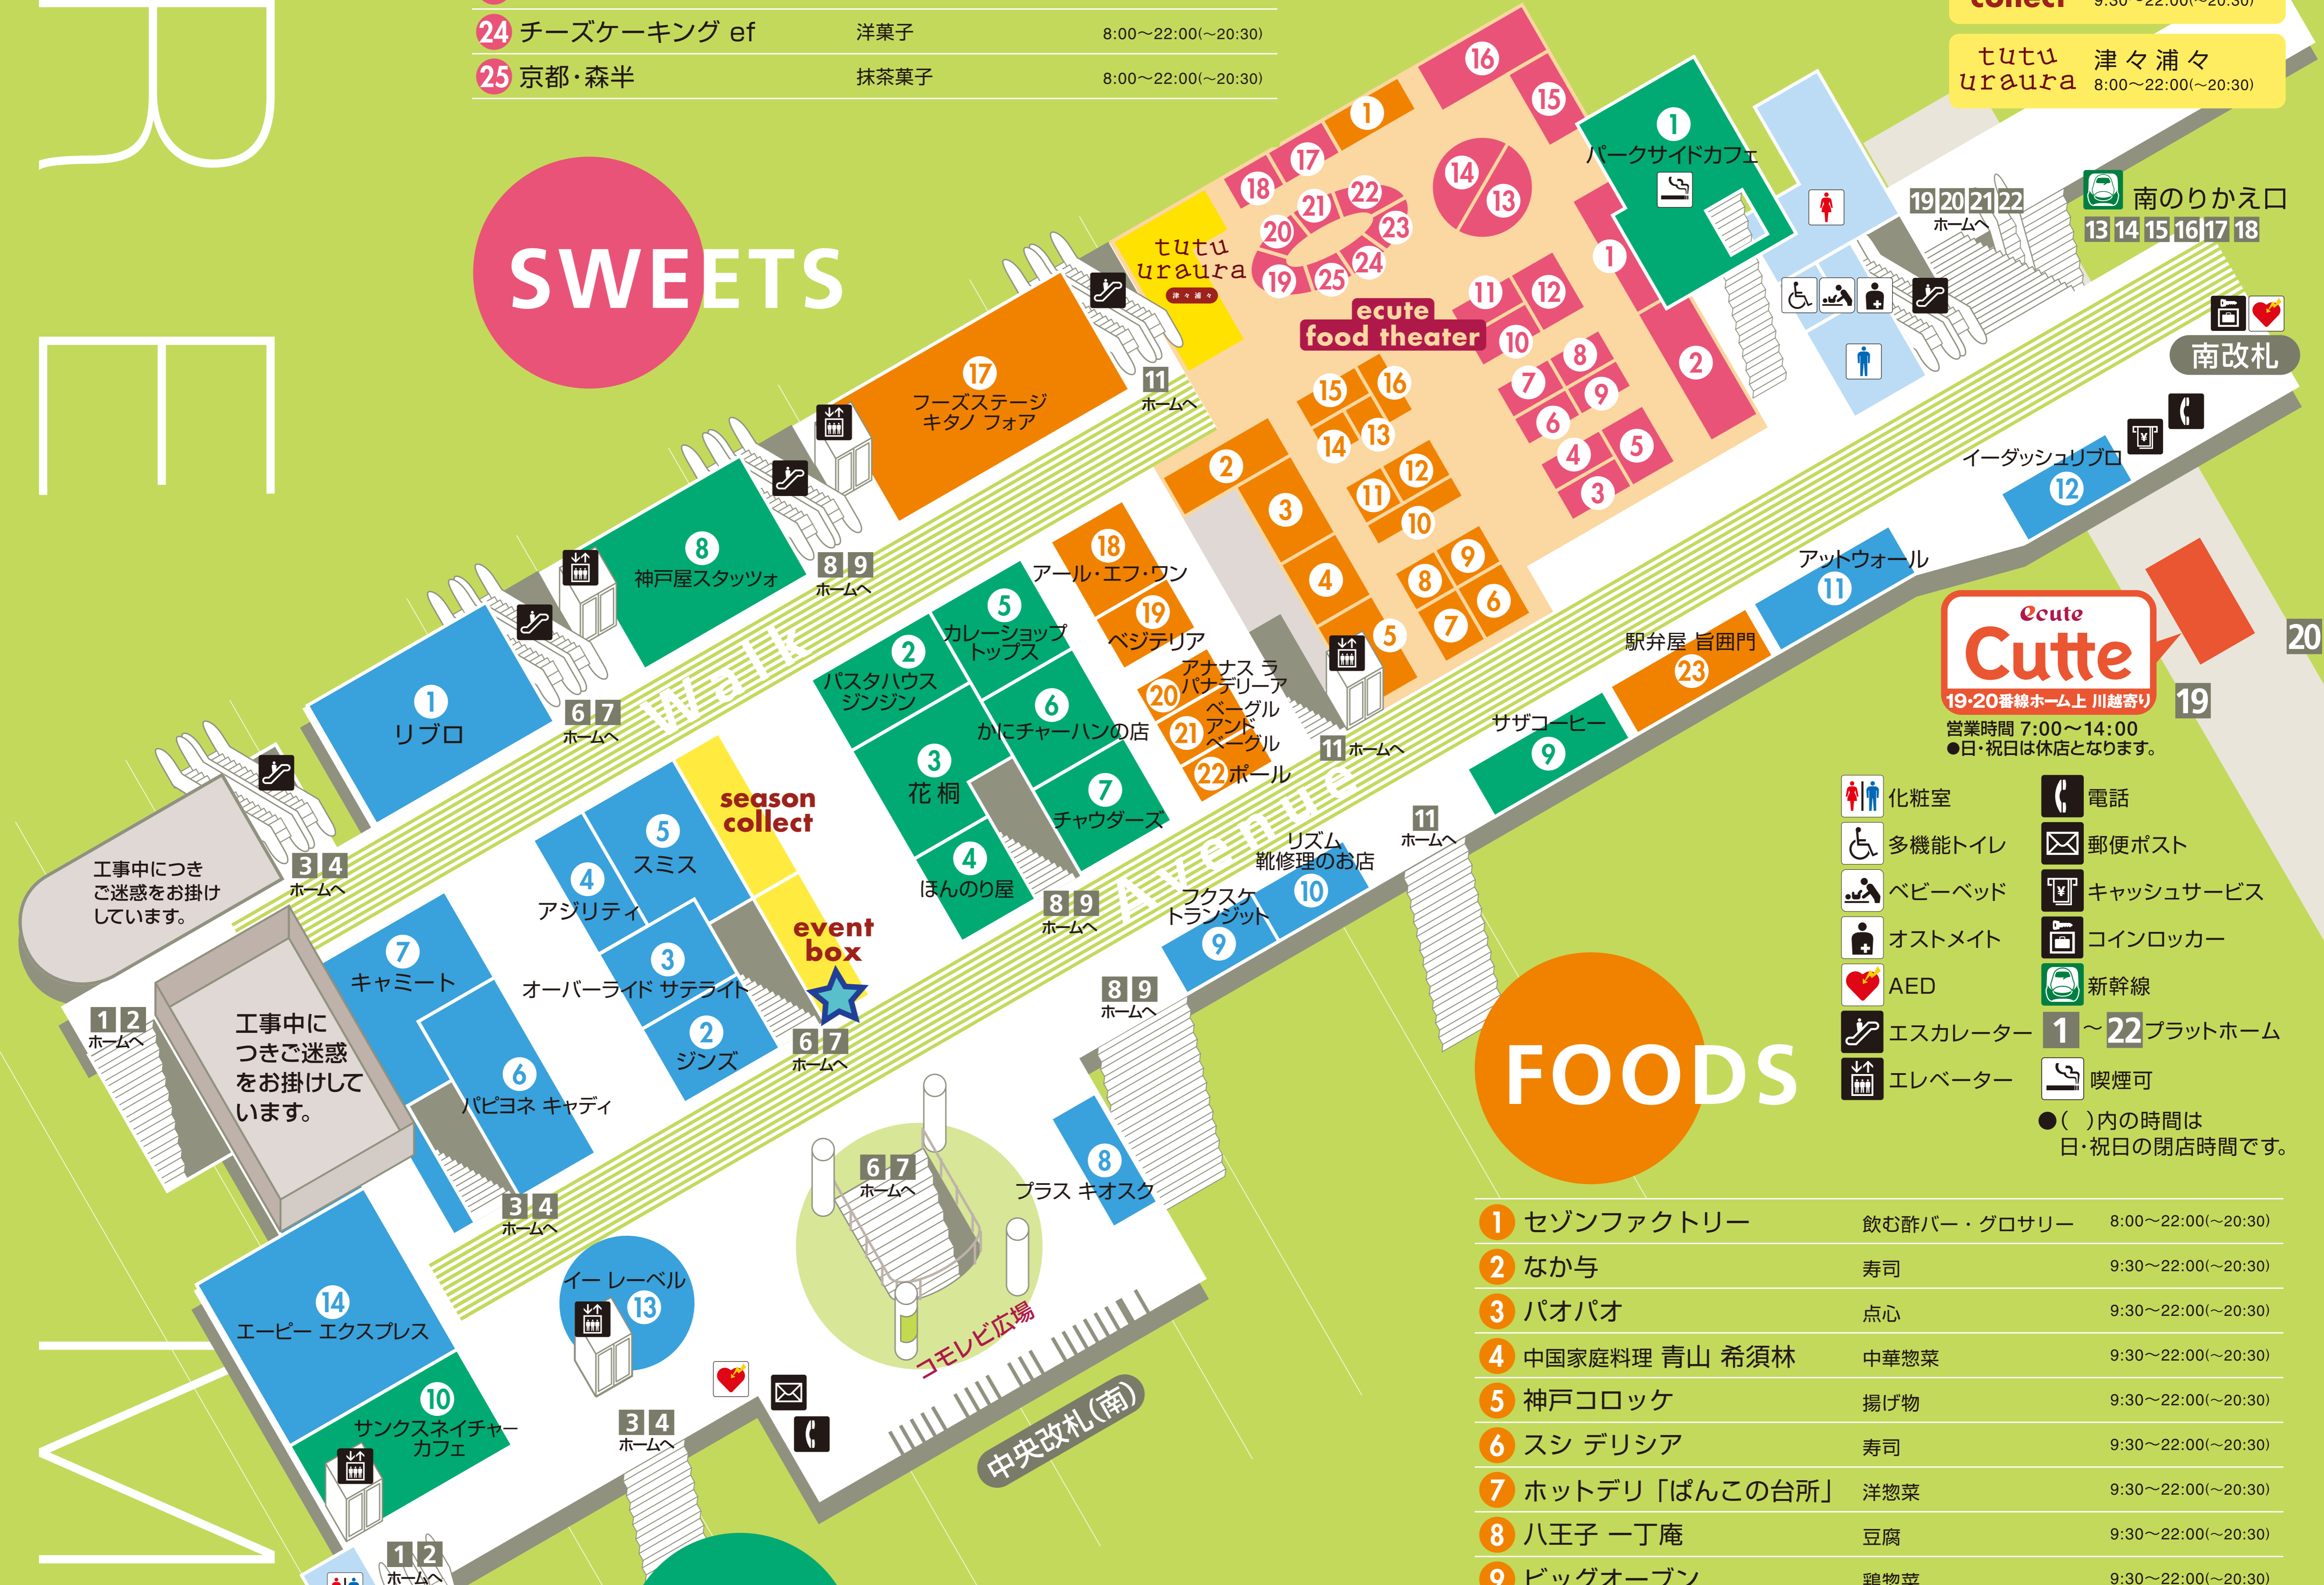 24 チーズケーキング ef 洋菓子 8:00～22:00(～20:30)
25 京都・森半 抹茶菓子 8:00～22:00(～20:30)
collect 9:30～22:00(～20:30)
tutu uraura 津々浦々
8:00～22:00(～20:30)
SWEETS
16
15
1
17
18
14
13
22
21
20
23
24
25
19
tutu
uraura
津々浦々
ecute
food theater
11
12
10
8
7
9
6
4
5
3
1
2
1
パークサイドカフェ
19 20 21 22
ホームへ
南のりかえ口
13 14 15 16 17 18
南改札
15
16
14
13
12
11
10
9
8
6
7
2
3
4
5
17
フーズステージ
キタノ フォア
11
ホームへ
8
神戸屋スタッツォ
8 9
ホームへ
1
リブロ
6 7
ホームへ
3 4
ホームへ
Walk
Avenue
18
アール・エフ・ワン
19
ベジテリア
20
アナナス ラ
パナデリーア
21
ベーグル
アンド
ベーグル
22 ポール
11 ホームへ
5
カレーショップ
トップス
2
パスタハウス
ジンジン
6
かにチャーハンの店
3
花桐
7
チャウダーズ
4
ほんのり屋
8 9
ホームへ
season
collect
event
box
5
スミス
4
アジリティ
3
オーバーライド サテライト
2
ジンズ
6 7
ホームへ
7
キャミート
6
パピヨネ キャディ
3 4
ホームへ
工事中につき
ご迷惑をお掛け
しています。
工事中に
つきご迷惑
をお掛けして
います。
1 2
ホームへ
イーダッシュリブロ
12
アットウォール
11
駅弁屋 旨囲門
23
サザコーヒー
9
11
ホームへ
リズム
靴修理のお店
10
フクスケ
トランジット
9
8 9
ホームへ
8
プラス キオスク
6 7
ホームへ
コモレビ広場
中央改札(南)
イー レーベル
13
14
エーピー エクスプレス
10
サンクスネイチャー
カフェ
3 4
ホームへ
1 2
ホームへ
ecute
Cutte
19・20番線ホーム上 川越寄り
営業時間 7:00～14:00
●日・祝日は休店となります。
19
20
化粧室
多機能トイレ
ベビーベッド
オストメイト
AED
エスカレーター
エレベーター
電話
郵便ポスト
キャッシュサービス
コインロッカー
新幹線
1～22 プラットホーム
喫煙可
●( )内の時間は
日・祝日の閉店時間です。
FOODS
1 セゾンファクトリー 飲む酢バー・グロサリー 8:00～22:00(～20:30)
2 なか与 寿司 9:30～22:00(～20:30)
3 パオパオ 点心 9:30～22:00(～20:30)
4 中国家庭料理 青山 希須林 中華惣菜 9:30～22:00(～20:30)
5 神戸コロッケ 揚げ物 9:30～22:00(～20:30)
6 スシ デリシア 寿司 9:30～22:00(～20:30)
7 ホットデリ「ぱんこの台所」 洋惣菜 9:30～22:00(～20:30)
8 八王子 一丁庵 豆腐 9:30～22:00(～20:30)
9 ビッグオーブン 鶏惣菜 9:30～22:00(～20:30)